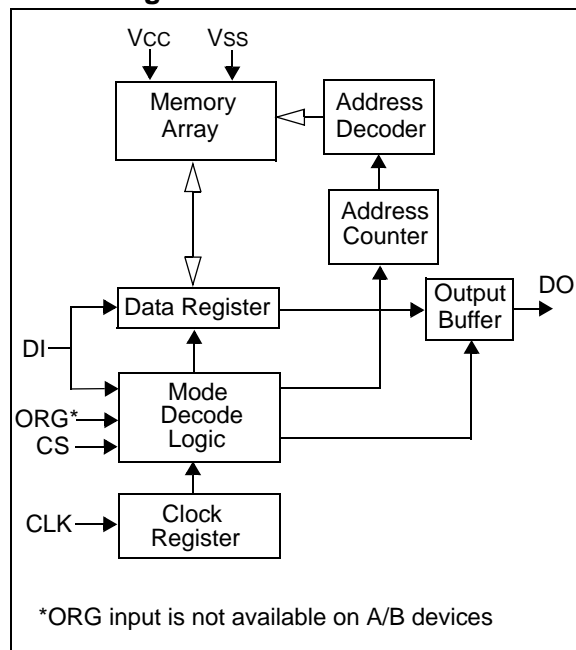 VCC
VSS
Memory
Array
Address
Decoder
Address
Counter
Data Register
Output
Buffer
DO
DI
Mode
Decode
Logic
ORG*
CS
CLK
Clock
Register
*ORG input is not available on A/B devices